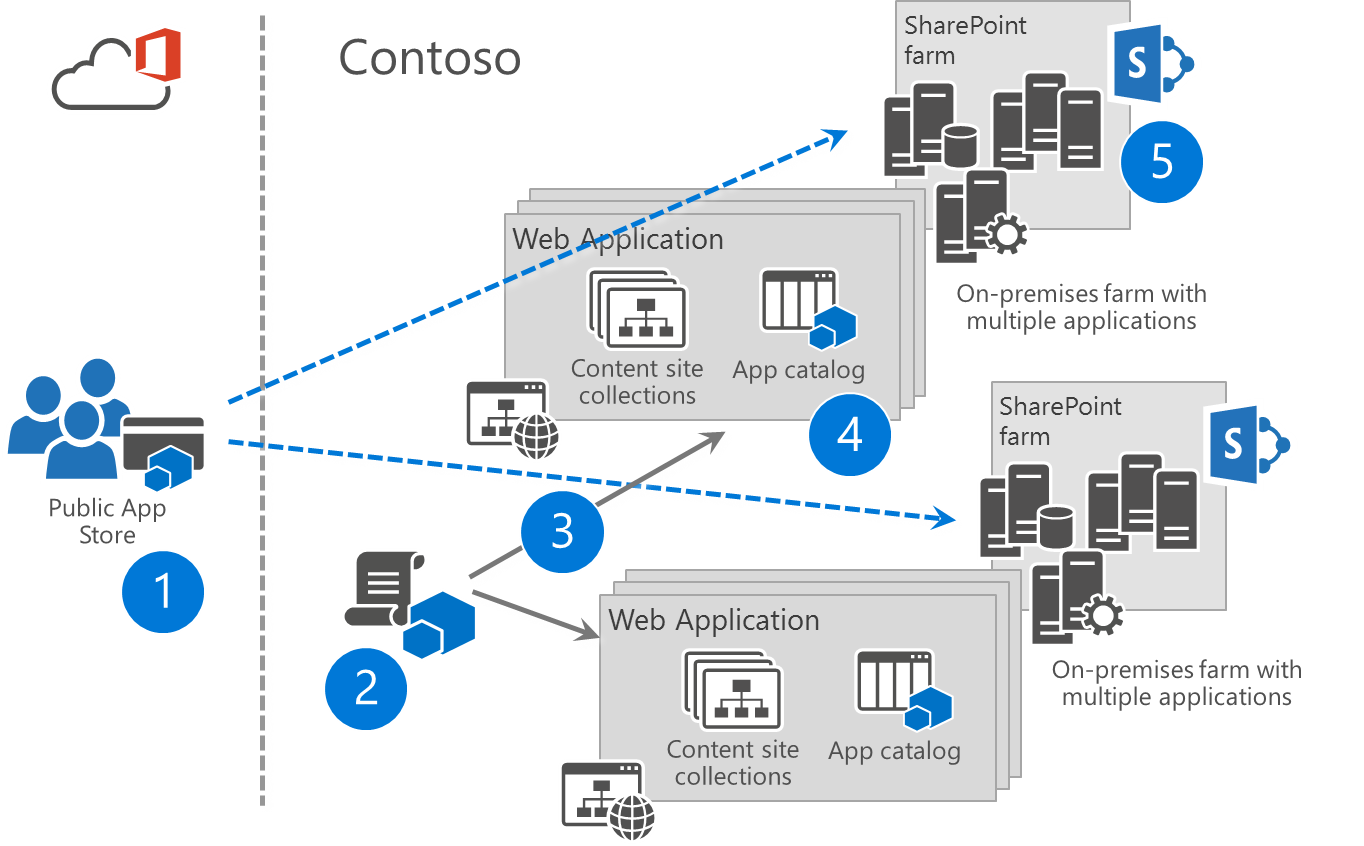 Contoso
SharePoint
farm
S
5
Web Application
On-premises farm with
multiple applications
Content site
collections
App catalog
4
SharePoint
farm
S
Public App
Store
1
3
2
Web Application
On-premises farm with
multiple applications
Content site
collections
App catalog